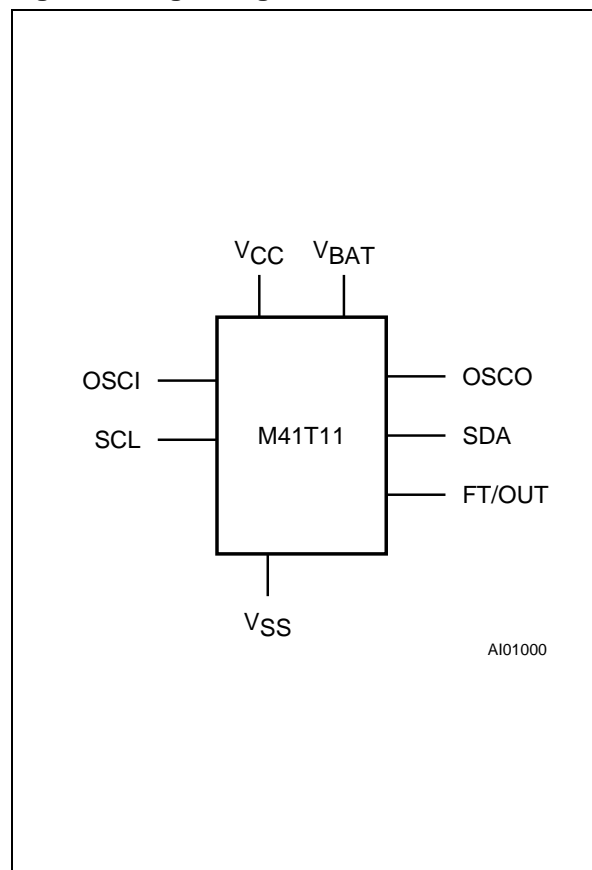 VCC VBAT
OSCI OSCO
SCL M41T11 SDA
FT/OUT
VSS
AI01000